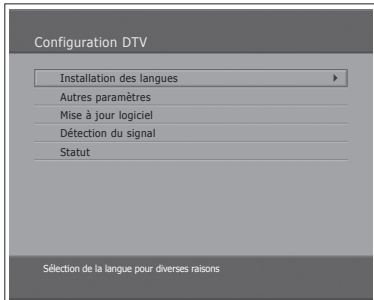 Configuration DTV
Installation des langues
Autres paramètres
Mise à jour logiciel
Détection du signal
Statut
Sélection de la langue pour diverses raisons